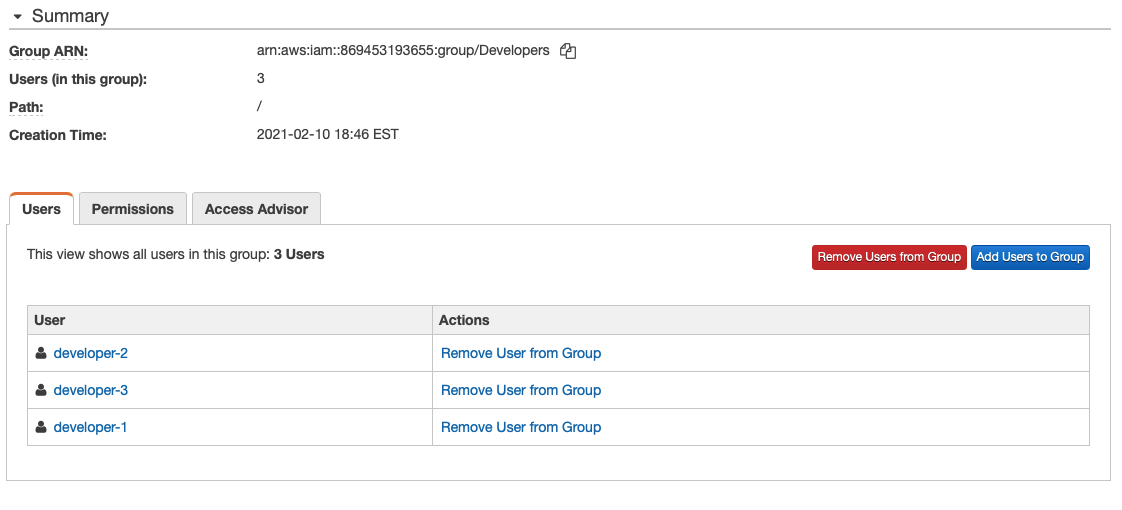 Summary
Group ARN: arn:aws:iam::869453193655:group/Developers
Users (in this group): 3
Path: /
Creation Time: 2021-02-10 18:46 EST
Users Permissions Access Advisor
This view shows all users in this group: 3 Users Remove Users from Group Add Users to Group
User Actions
developer-2 Remove User from Group
developer-3 Remove User from Group
developer-1 Remove User from Group